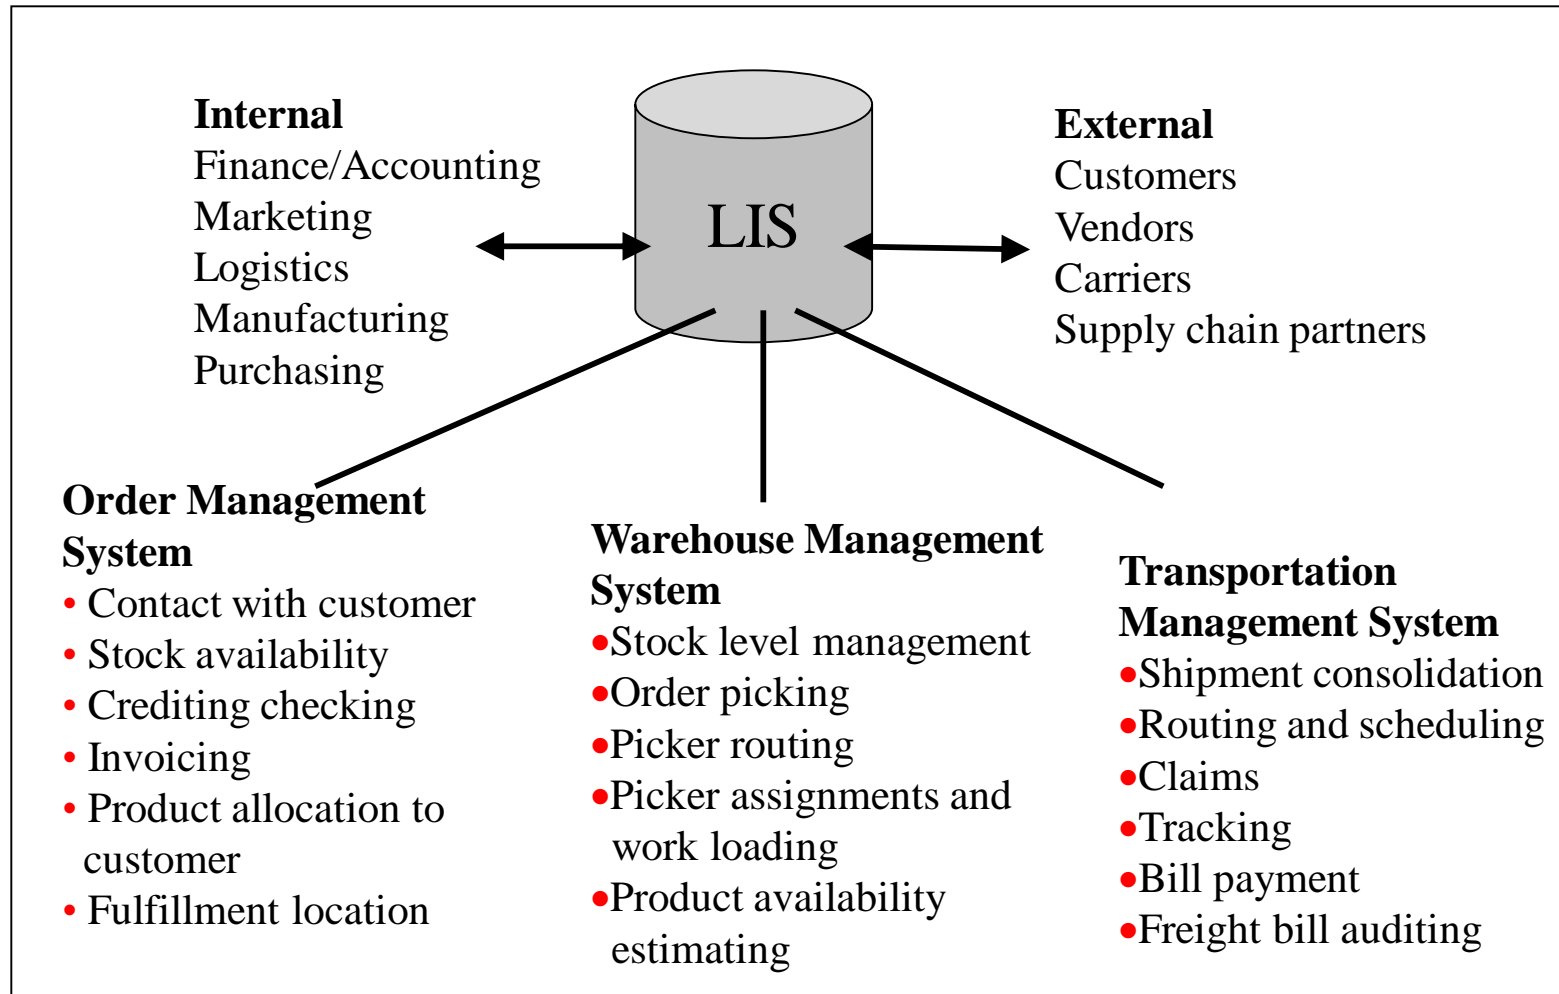 Internal
Finance/Accounting
Marketing
Logistics
Manufacturing
Purchasing
LIS
External
Customers
Vendors
Carriers
Supply chain partners
Order Management
System
• Contact with customer
• Stock availability
• Crediting checking
• Invoicing
• Product allocation to
customer
• Fulfillment location
Warehouse Management
System
•Stock level management
•Order picking
•Picker routing
•Picker assignments and
work loading
•Product availability
estimating
Transportation
Management System
•Shipment consolidation
•Routing and scheduling
•Claims
•Tracking
•Bill payment
•Freight bill auditing